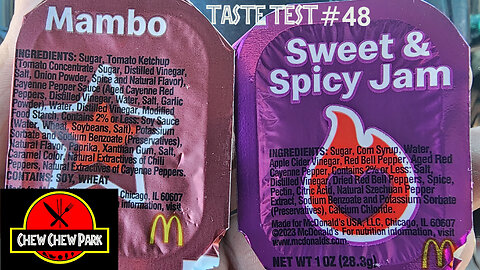 TASTE TEST #48
Mambo
INGREDIENTS: Sugar, Tomato Ketchup
(Tomato Concentrate, Sugar, Distilled Vinegar,
Salt, Onion Powder, Spice and Natural Flavor),
Cayenne Pepper Sauce (Aged Cayenne Red
Peppers, Distilled Vinegar, Water, Salt, Garlic
Powder), Water, Distilled Vinegar, Modified
Food Starch, Contains 2% or Less: Soy Sauce
(Water, Wheat, Soybeans, Salt), Potassium
Sorbate and Sodium Benzoate (Preservatives),
Natural Flavor, Paprika, Xanthan Gum, Salt,
Caramel Color, Natural Extractives of Chili
Peppers, Natural Extractives of Cayenne Peppers.
CONTAINS: SOY, WHEAT
Chicago, IL 60607
information, visit
CHEW CHEW PARK
Sweet &
Spicy Jam
INGREDIENTS: Sugar, Corn Syrup, Water,
Apple Cider Vinegar, Red Bell Pepper, Aged Red
Cayenne Pepper, Contains 2% or Less: Salt,
Distilled Vinegar, Dried Red Bell Peppers, Spice,
Pectin, Citric Acid, Natural Szechuan Pepper
Extract, Sodium Benzoate and Potassium Sorbate
(Preservatives), Calcium Chloride.
Made for McDonald's USA, LLC, Chicago, IL 60607
©2023 McDonald's For nutrition information, visit
www.mcdonalds.com
NET WT 1 OZ (28.3g)